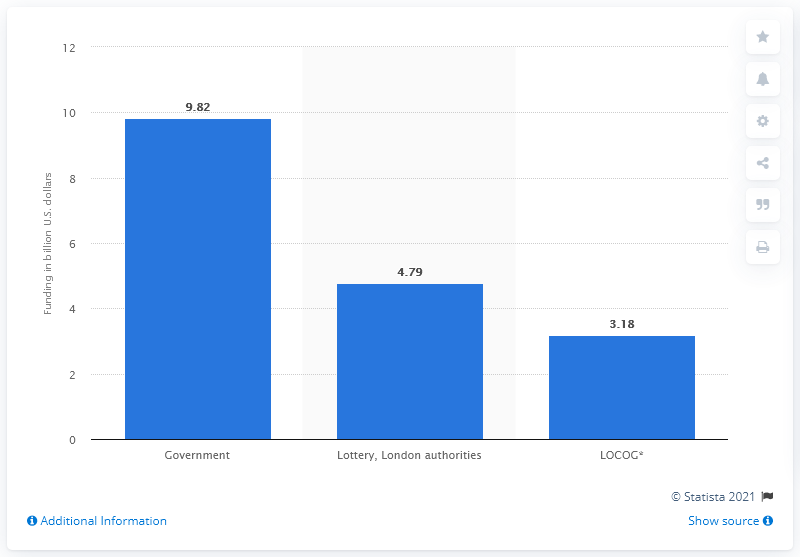 12
10
8
6
4
2
0
Funding in billion U.S. dollars
9.82
4.79
3.18
Government
Lottery, London authorities
LOCOG*
© Statista 2021
Additional Information
Show source